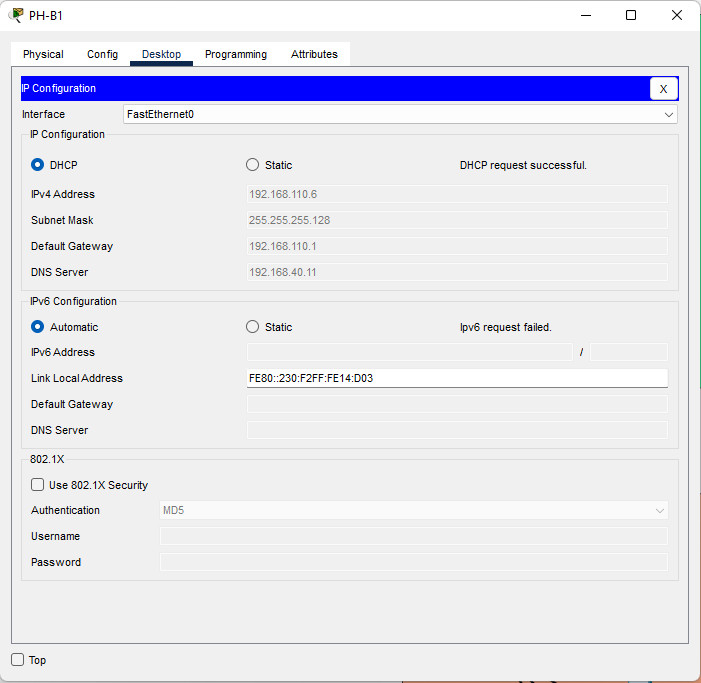 PH-B1
Physical Config Desktop Programming Attributes
IP Configuration X
Interface FastEthernet0
IP Configuration
DHCP Static DHCP request successful.
IPv4 Address 192.168.110.6
Subnet Mask 255.255.255.128
Default Gateway 192.168.110.1
DNS Server 192.168.40.11
IPv6 Configuration
Automatic Static Ipv6 request failed.
IPv6 Address /
Link Local Address FE80::230:F2FF:FE14:D03
Default Gateway
DNS Server
802.1X
Use 802.1X Security
Authentication MD5
Username
Password
Top